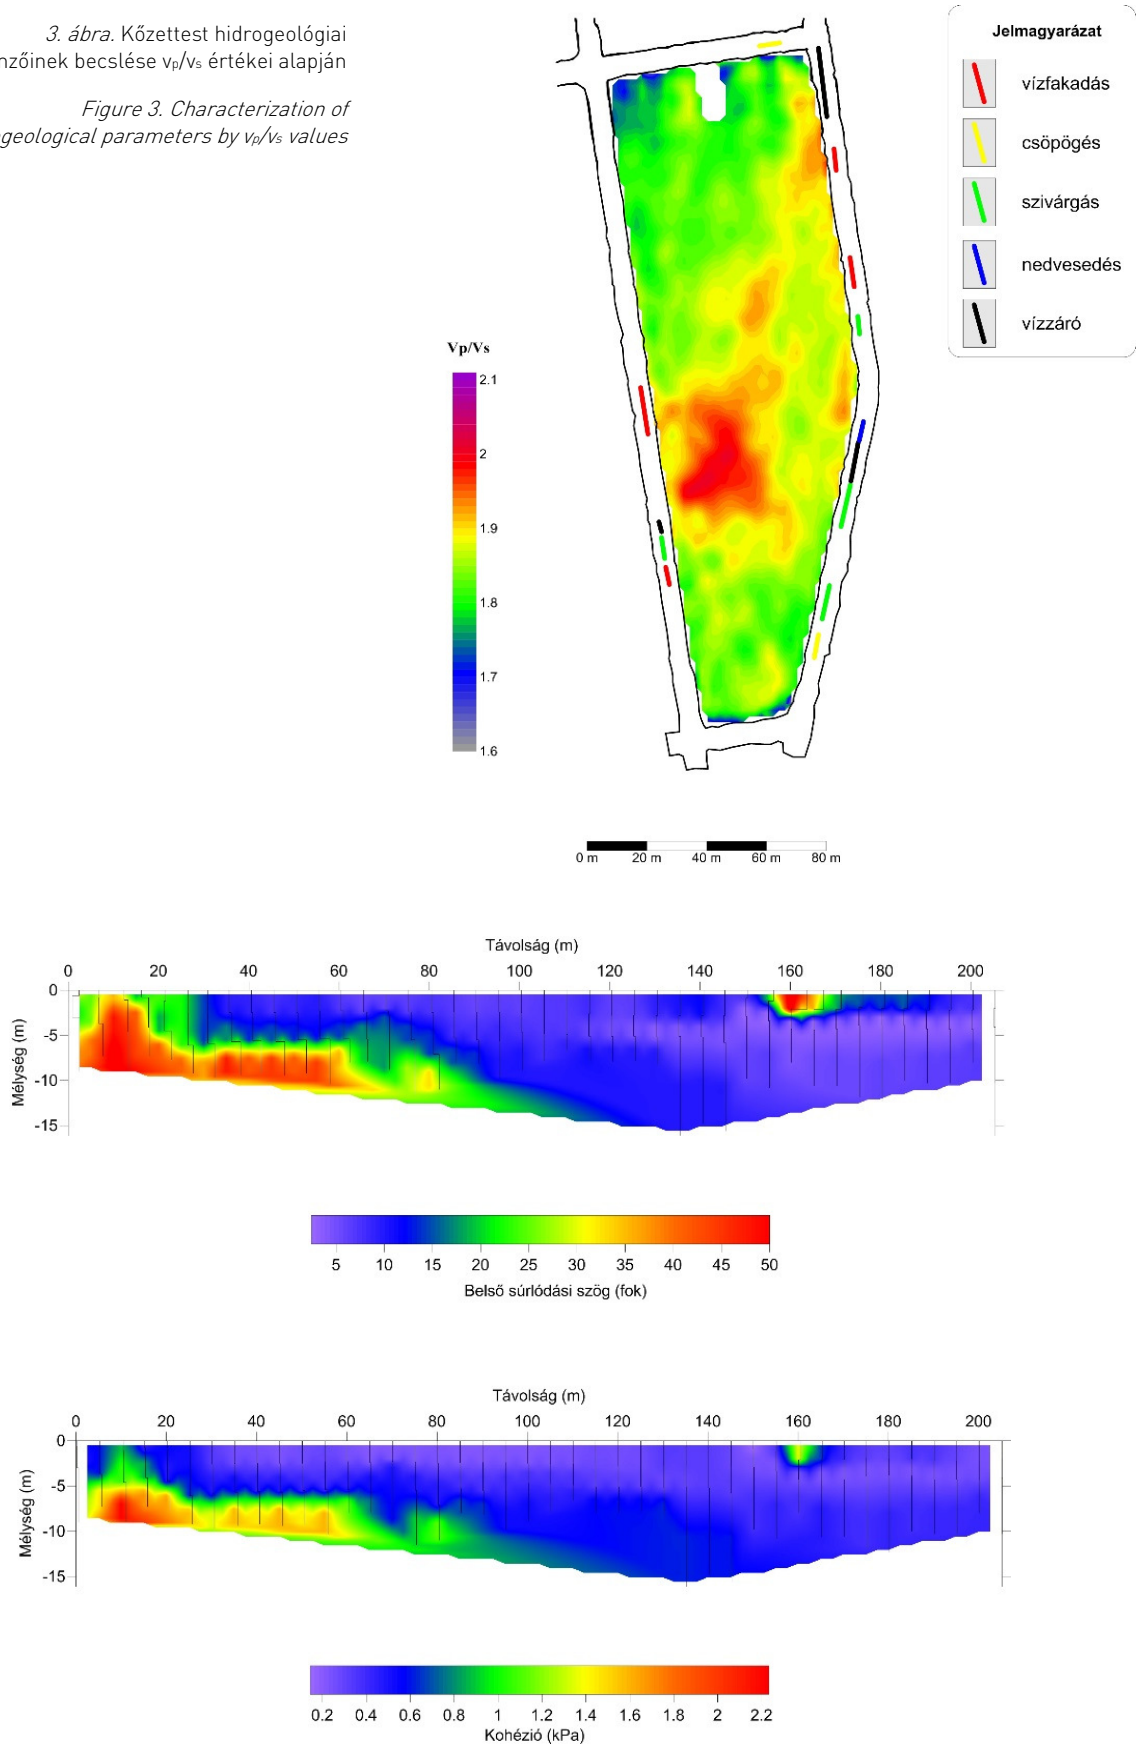 3. ábra. Kőzettest hidrogeológiai
becslése vp/vs értékei alapján
Figure 3. Characterization of
parameters by vp/vs values
Jelmagyarázat
vízfakadás
csöpögés
szivárgás
nedvesedés
vízzáró
Vp/Vs
2.1
2
1.9
1.8
1.7
1.6
0 m 20 m 40 m 60 m 80 m
Távolság (m)
0 20 40 60 80 100 120 140 160 180 200
Mélység (m)
0
-5
-10
-15
5 10 15 20 25 30 35 40 45 50
Belső súrlódási szög (fok)
Távolság (m)
0 20 40 60 80 100 120 140 160 180 200
Mélység (m)
0
-5
-10
-15
0.2 0.4 0.6 0.8 1 1.2 1.4 1.6 1.8 2 2.2
Kohézió (kPa)